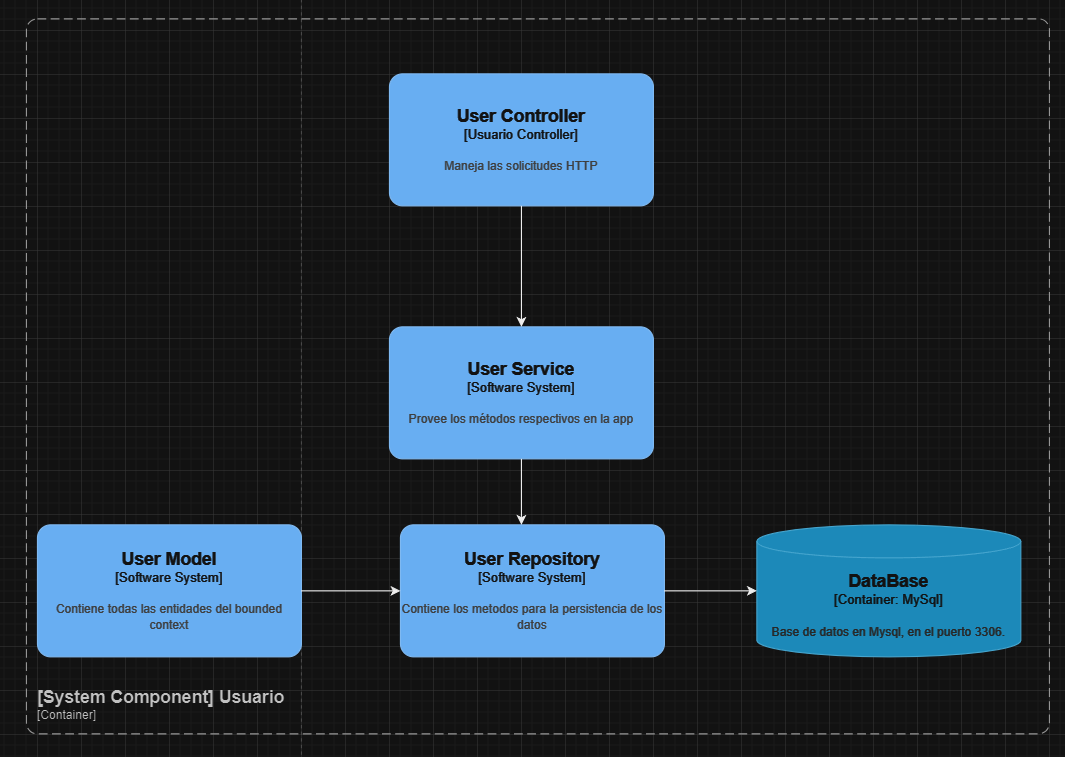 User Controller
[Usuario Controller]
Maneja las solicitudes HTTP
User Service
[Software System]
Provee los métodos respectivos en la app
User Model
[Software System]
Contiene todas las entidades del bounded
context
User Repository
[Software System]
Contiene los metodos para la persistencia de los
datos
DataBase
[Container: MySql]
Base de datos en Mysql, en el puerto 3306.
[System Component] Usuario
[Container]